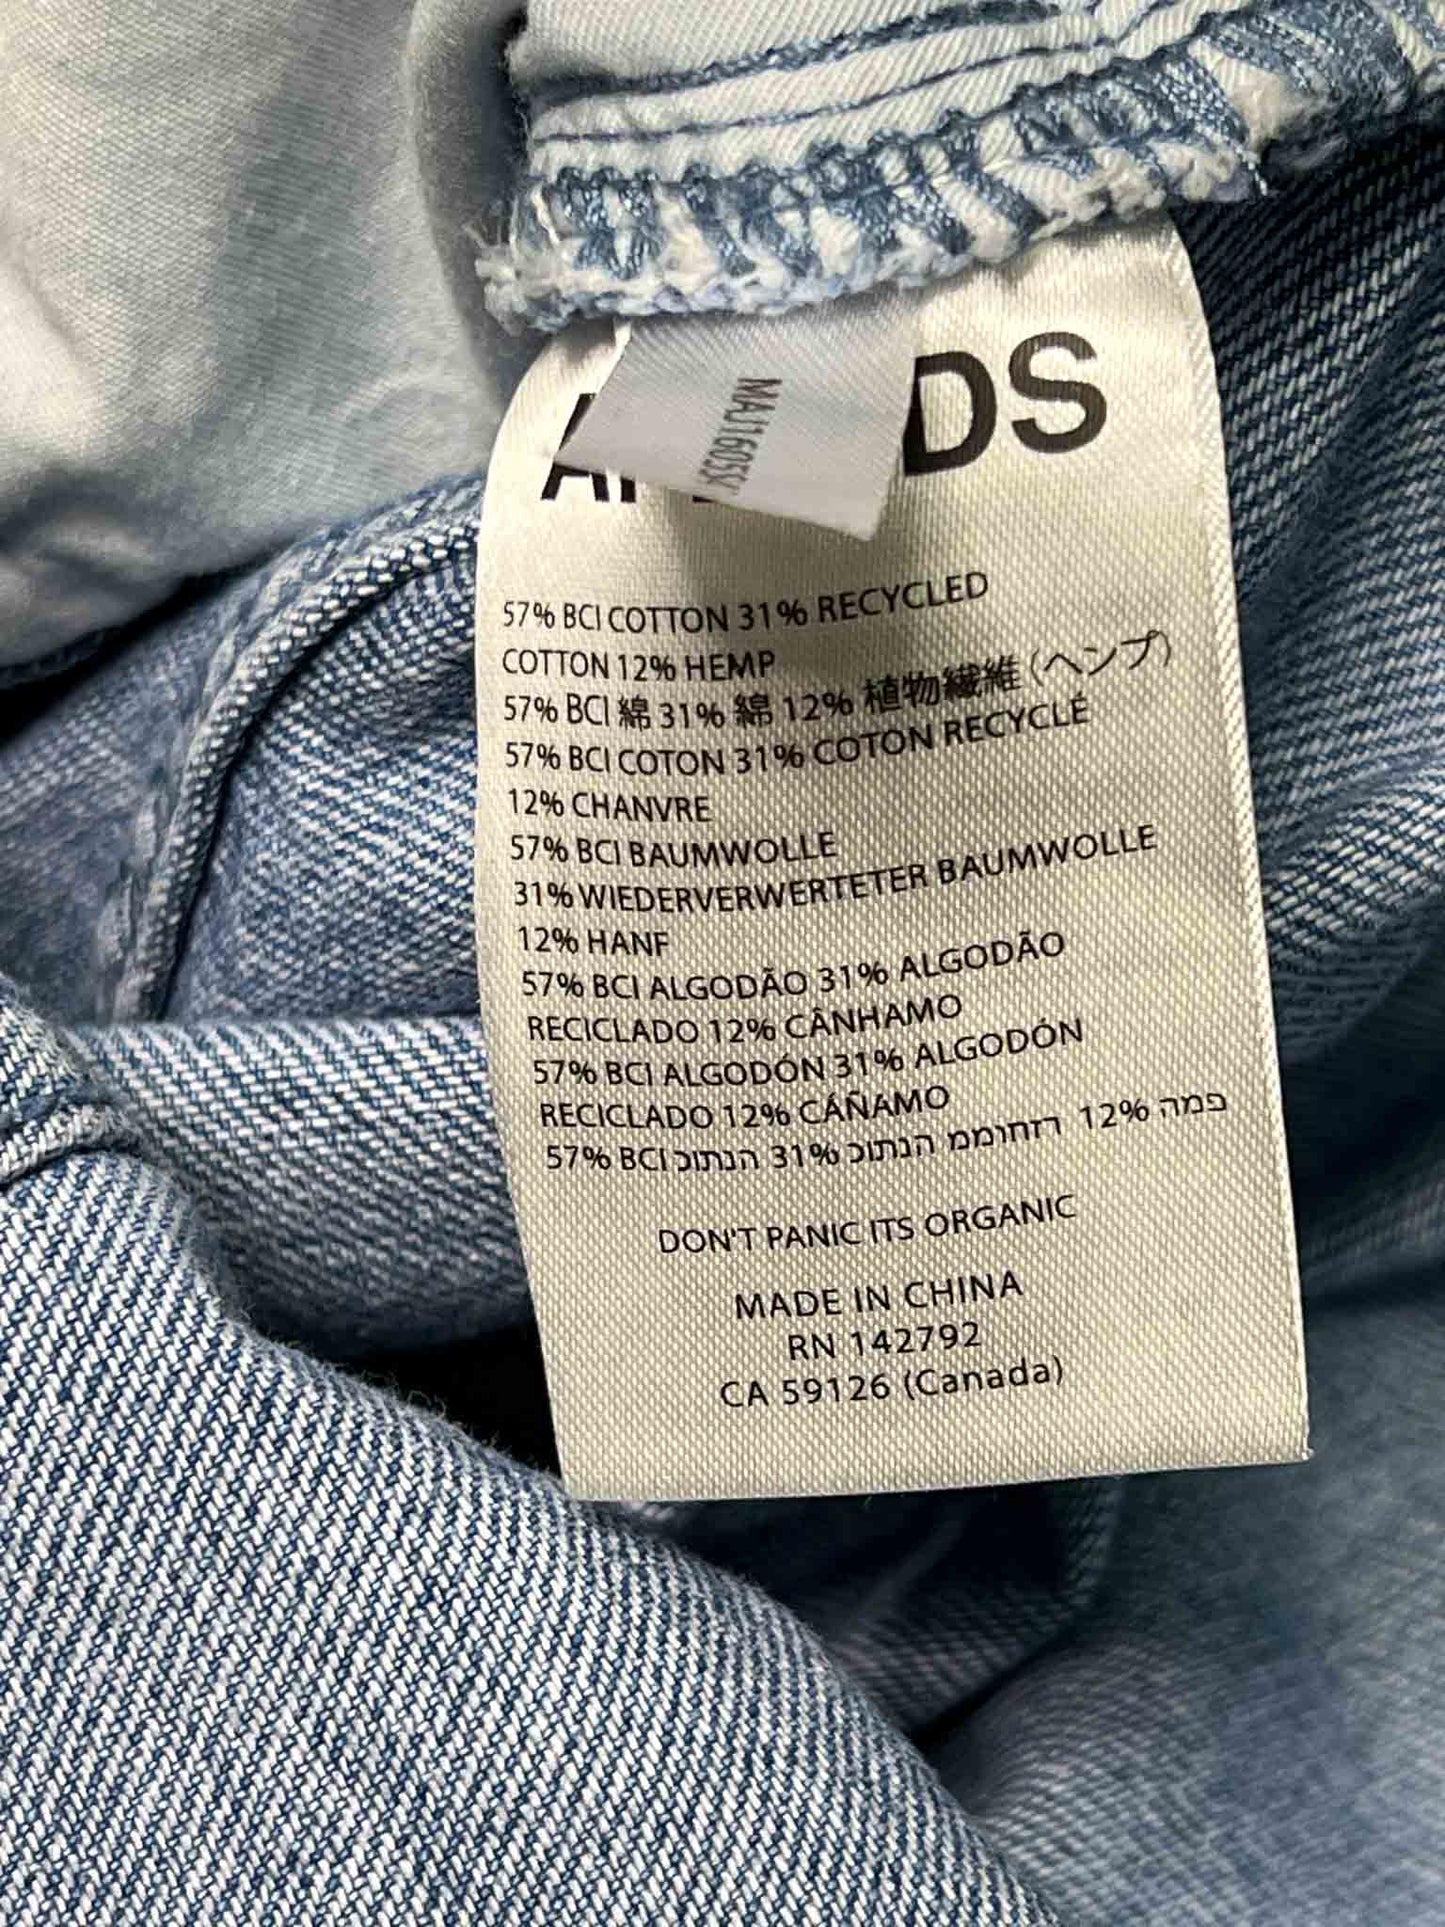 DS
57% BCI COTTON 31% RECYCLED
COTTON 12% HEMP
57% BCI 綿 31% 綿 12% 植物繊維 (ヘンプ)
57% BCI COTON 31% COTON RECYCLÉ
12% CHANVRE
57% BCI BAUMWOLLE
31% WIEDERVERWERTETER BAUMWOLLE
12% HANF
57% BCI ALGODÃO 31% ALGODÃO
RECICLADO 12% CÂNHAMO
57% BCI ALGODÓN 31% ALGODÓN
RECICLADO 12% CÁÑAMO
57% BCI כותנה 31% כותנה ממוחזר 12% פמה
DON'T PANIC ITS ORGANIC
MADE IN CHINA
RN 142792
CA 59126 (Canada)